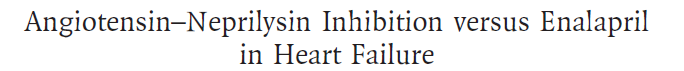 Angiotensin–Neprilysin Inhibition versus Enalapril
in Heart Failure